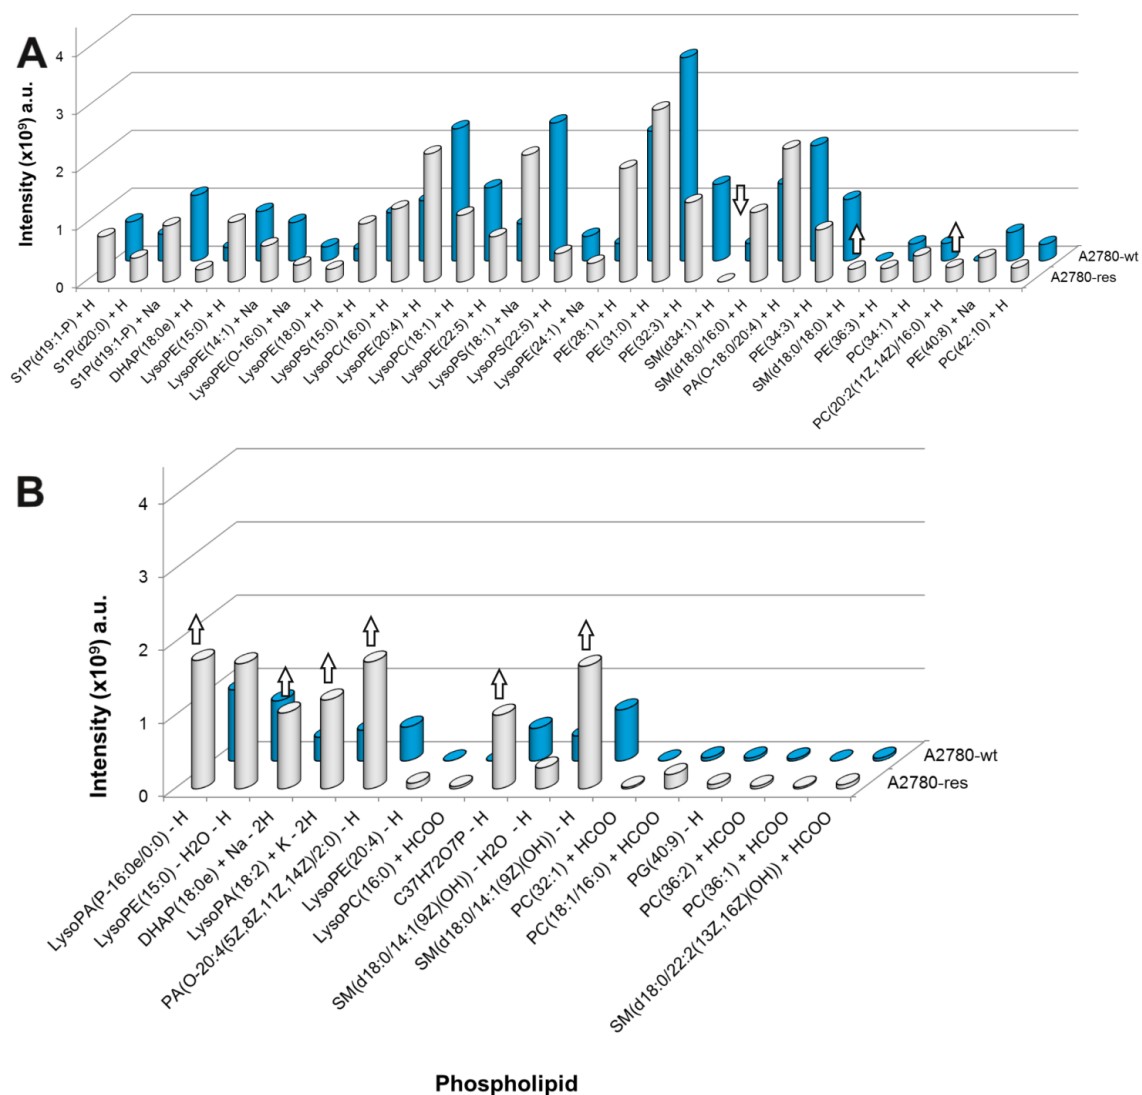 A
Intensity (x10⁹) a.u.
4
3
2
1
0
A2780-wt
A2780-res
S1P(d19:1-P) + H
S1P(d20:0) + H
S1P(d19:1-P) + Na
DHAP(18:0e) + H
LysoPE(15:0) + H
LysoPE(14:1) + Na
LysoPE(O-16:0) + Na
LysoPE(18:0) + H
LysoPS(15:0) + H
LysoPC(16:0) + H
LysoPE(20:4) + H
LysoPC(18:1) + H
LysoPE(22:5) + H
LysoPS(18:1) + Na
LysoPS(22:5) + H
LysoPE(24:1) + Na
PE(28:1) + H
PE(31:0) + H
PE(32:3) + H
SM(d34:1) + H
SM(d18:0/16:0) + H
PA(O-18:0/20:4) + H
PE(34:3) + H
SM(d18:0/18:0) + H
PE(36:3) + H
PC(34:1) + H
PC(20:2(11Z,14Z)/16:0) + H
PE(40:8) + Na
PC(42:10) + H
B
Intensity (x10⁹) a.u.
4
3
2
1
0
A2780-wt
A2780-res
LysoPA(P-16:0e/0:0) - H
LysoPE(15:0) - H2O - H
DHAP(18:0e) + Na - 2H
LysoPA(18:2) + K - 2H
PA(O-20:4(5Z,8Z,11Z,14Z)/2:0) - H
LysoPE(20:4) - H
LysoPC(16:0) + HCOO
C37H72O7P - H
SM(d18:0/14:1(9Z)(OH)) - H2O - H
SM(d18:0/14:1(9Z)(OH)) - H
PC(32:1) + HCOO
PC(18:1/16:0) + HCOO
PG(40:9) - H
PC(36:2) + HCOO
PC(36:1) + HCOO
SM(d18:0/22:2(13Z,16Z)(OH)) + HCOO
Phospholipid